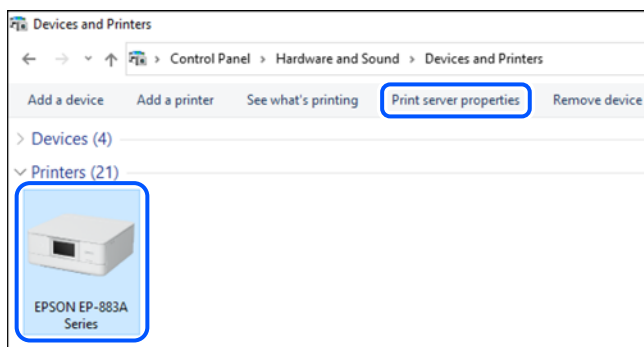 Devices and Printers
Control Panel > Hardware and Sound > Devices and Printers
Add a device Add a printer See what's printing Print server properties Remove device
Devices (4)
Printers (21)
EPSON EP-883A
Series